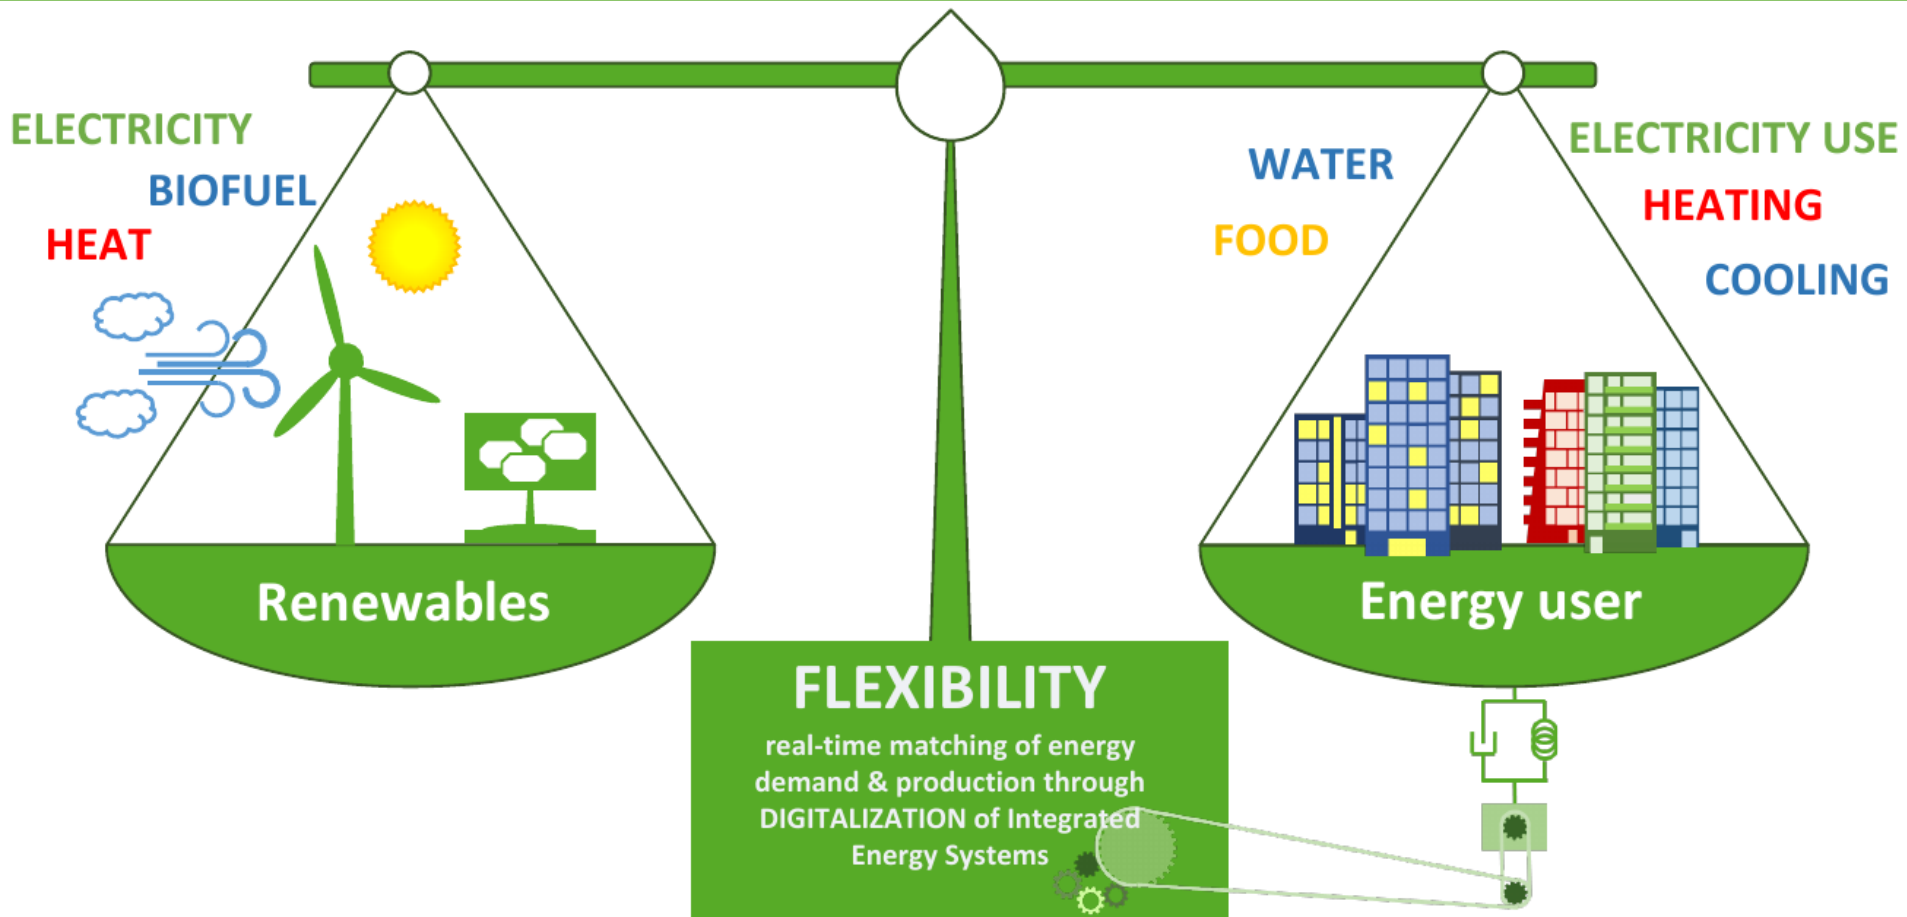 ELECTRICITY
BIOFUEL
HEAT
WATER
FOOD
ELECTRICITY USE
HEATING
COOLING
Renewables
Energy user
FLEXIBILITY
real-time matching of energy
demand & production through
DIGITALIZATION of Integrated
Energy Systems